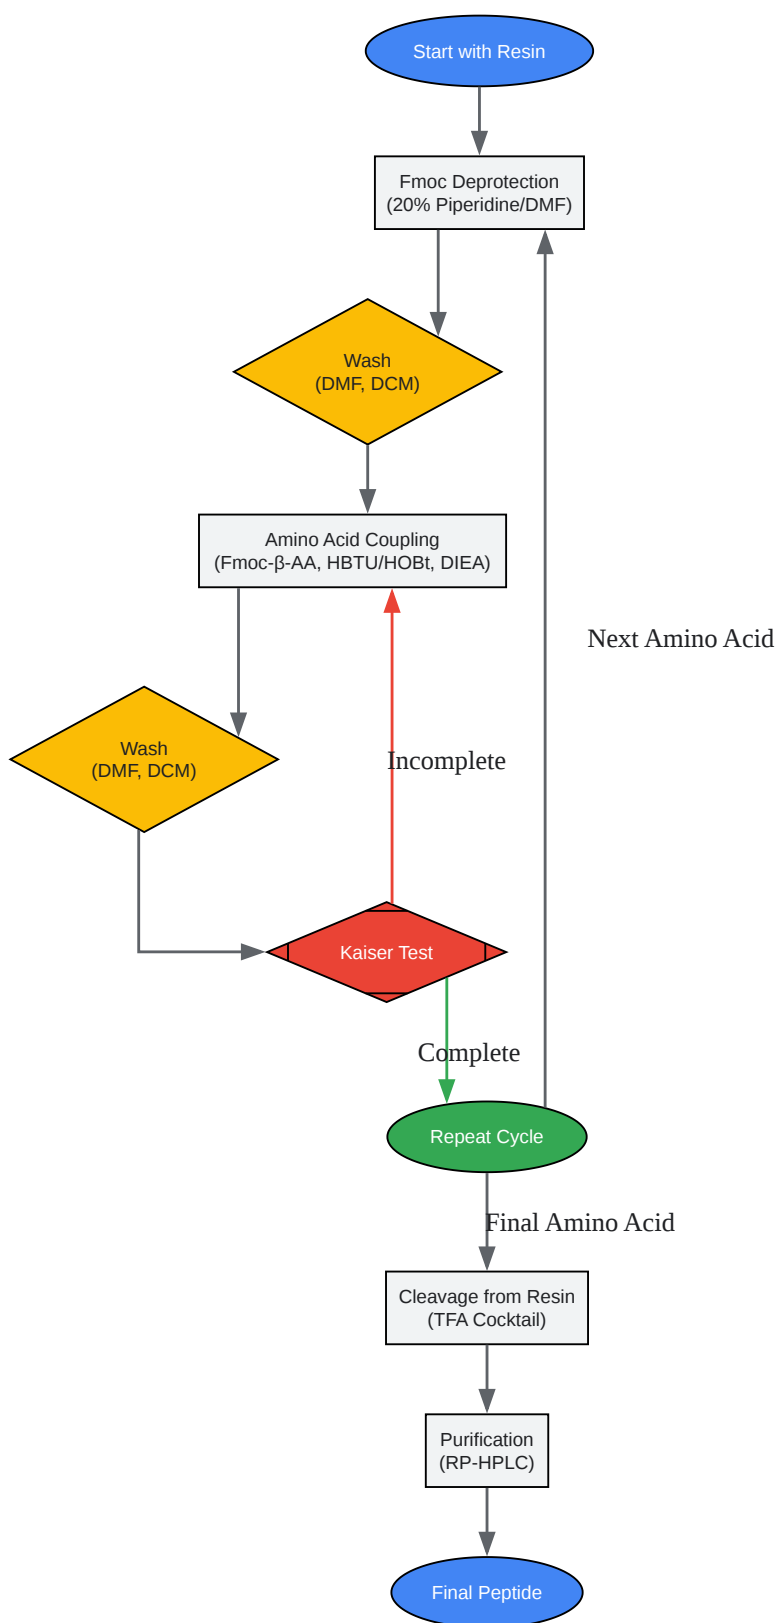 Start with Resin
Fmoc Deprotection
(20% Piperidine/DMF)
Wash
(DMF, DCM)
Amino Acid Coupling
(Fmoc-β-AA, HBTU/HOBt, DIEA)
Next Amino Acid
Wash
(DMF, DCM)
Incomplete
Kaiser Test
Complete
Repeat Cycle
Final Amino Acid
Cleavage from Resin
(TFA Cocktail)
Purification
(RP-HPLC)
Final Peptide